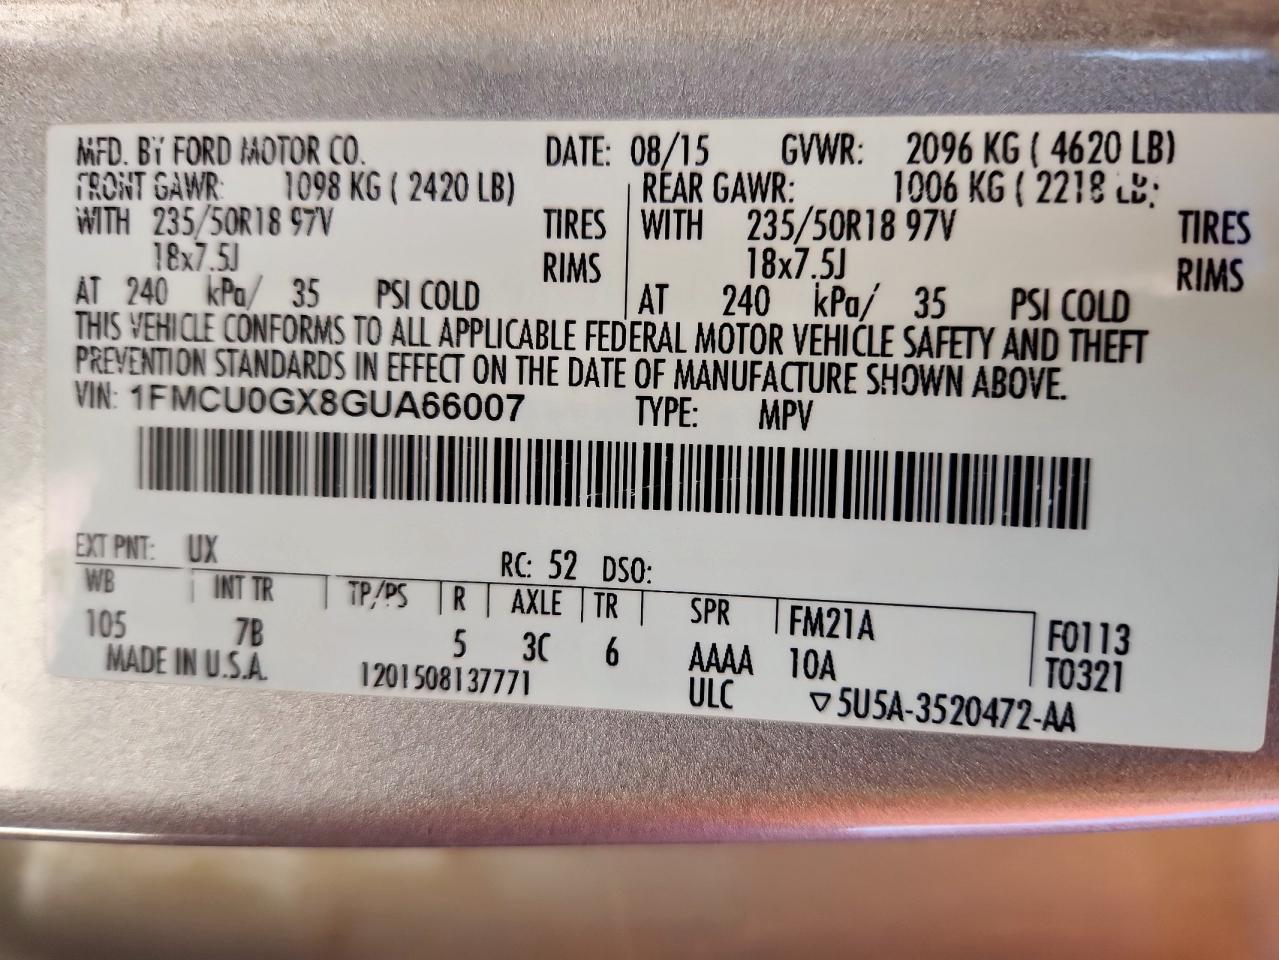 MFD. BY FORD MOTOR CO. DATE: 08/15 GVWR: 2096 KG ( 4620 LB)
FRONT GAWR: 1098 KG ( 2420 LB) REAR GAWR: 1006 KG ( 2218 LB)
WITH 235/50R18 97V TIRES WITH 235/50R18 97V TIRES
18x7.5J RIMS 18x7.5J RIMS
AT 240 kPa/ 35 PSI COLD AT 240 kPa/ 35 PSI COLD
THIS VEHICLE CONFORMS TO ALL APPLICABLE FEDERAL MOTOR VEHICLE SAFETY AND THEFT
PREVENTION STANDARDS IN EFFECT ON THE DATE OF MANUFACTURE SHOWN ABOVE.
VIN: 1FMCU0GX8GUA66007 TYPE: MPV
EXT PNT: UX RC: 52 DSO:
WB INT TR TP/PS R AXLE TR SPR FM21A F0113
105 7B 5 3C 6 AAAA 10A T0321
MADE IN U.S.A. 1201508137771 ULC ▽5U5A-3520472-AA